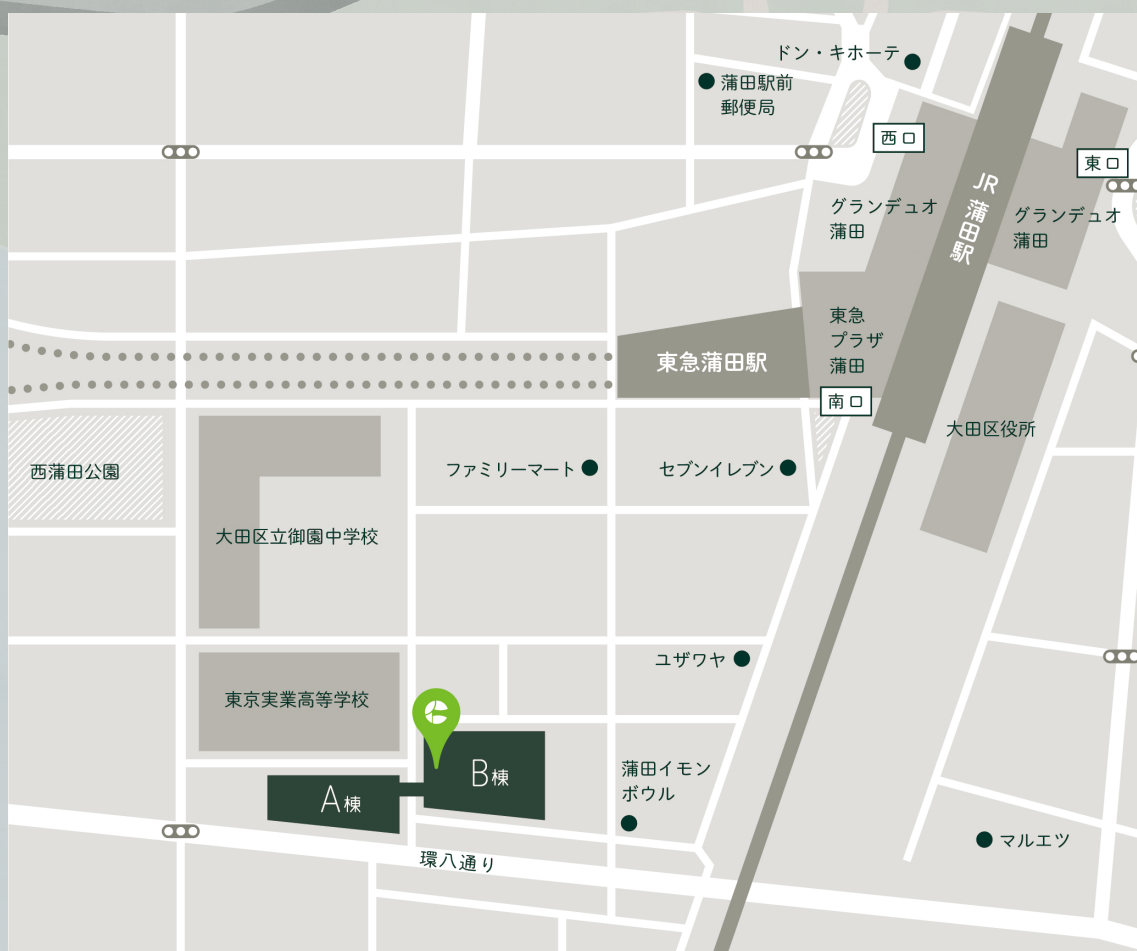 ドン・キホーテ
蒲田駅前
郵便局
西口
東口
JR 蒲田駅
グランデュオ
蒲田
グランデュオ
蒲田
東急
プラザ
蒲田
東急蒲田駅
南口
大田区役所
西蒲田公園
ファミリーマート
セブンイレブン
大田区立御園中学校
ユザワヤ
東京実業高等学校
B棟
A棟
蒲田イモン
ボウル
マルエツ
環八通り